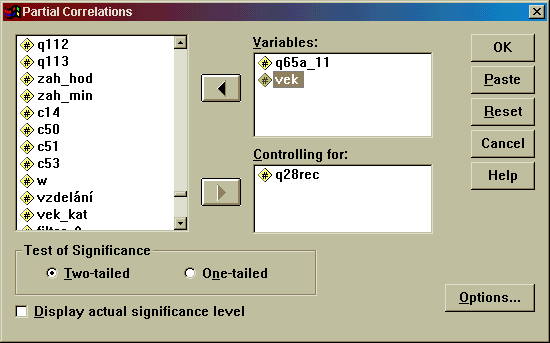 Partial Correlations
q112
q113
zah_hod
zah_min
c14
c50
c51
c53
w
vzdelání
vek_kat
Variables:
q65a_11
vek
Controlling for:
q28rec
OK
Paste
Reset
Cancel
Help
Test of Significance
Two-tailed
One-tailed
Display actual significance level
Options...